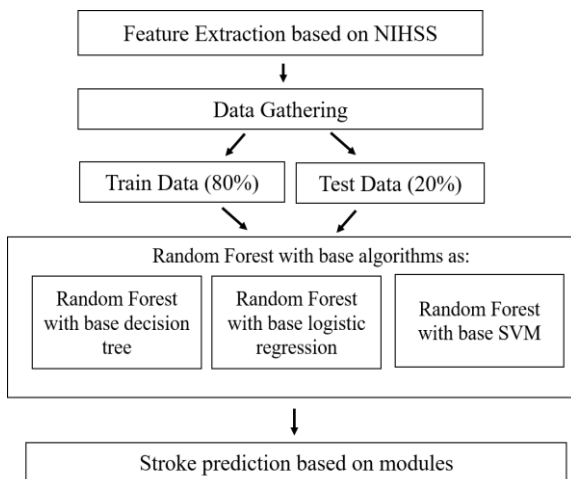 Feature Extraction based on NIHSS
Data Gathering
Train Data (80%)
Test Data (20%)
Random Forest with base algorithms as:
Random Forest
with base decision
tree
Random Forest
with base logistic
regression
Random Forest
with base SVM
Stroke prediction based on modules